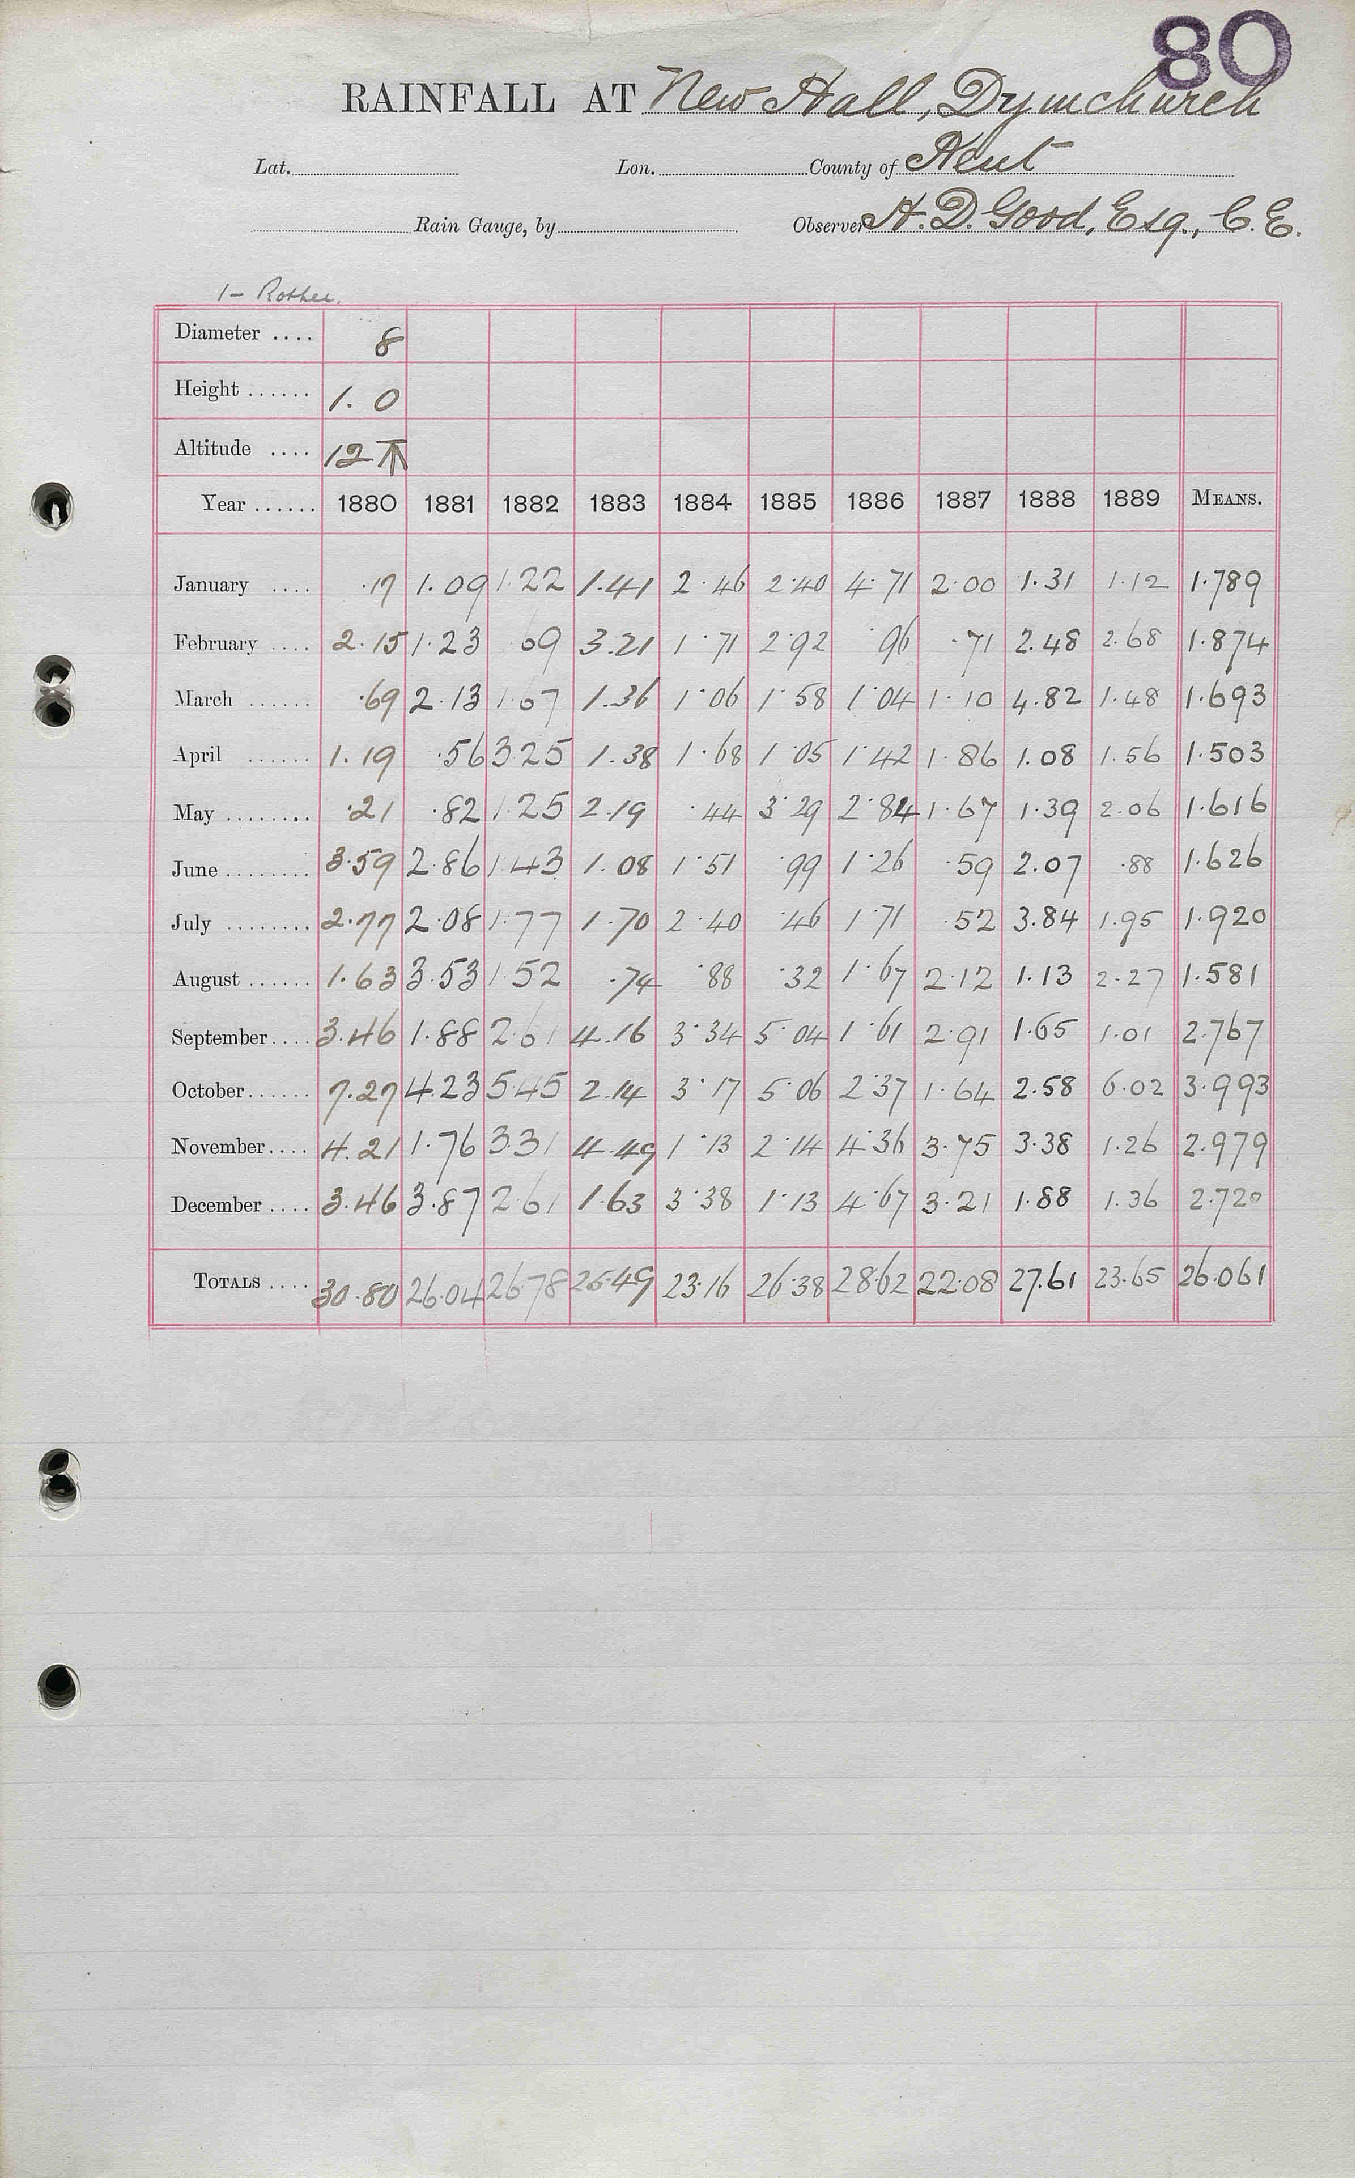 80
RAINFALL AT New Hall, Dymchurch
Lat. Lon. County of Kent
Rain Gauge, by Observer H. D. Good, Esq., C. E.
1 – Rother.
Diameter .... 8
Height ...... 1. 0
Altitude .... 12 ↑
Year ...... 1880 1881 1882 1883 1884 1885 1886 1887 1888 1889 MEANS.
January .... .17 1.09 1.22 1.41 2.46 2.40 4.71 2.00 1.31 1.12 1.789
February .... 2.15 1.23 .69 3.21 1.71 2.92 .96 .71 2.48 2.68 1.874
March ...... .69 2.13 1.67 1.36 1.06 1.58 1.04 1.10 4.82 1.48 1.693
April ...... 1.19 .56 3.25 1.38 1.68 1.05 1.42 1.86 1.08 1.56 1.503
May ........ .21 .82 1.25 2.19 .44 3.29 2.84 1.67 1.39 2.06 1.616
June ........ 3.59 2.86 1.43 1.08 1.51 .99 1.26 .59 2.07 .88 1.626
July ........ 2.77 2.08 1.77 1.70 2.40 .46 1.71 .52 3.84 1.95 1.920
August ...... 1.63 3.53 1.52 .74 .88 .32 1.67 2.12 1.13 2.27 1.581
September.... 3.46 1.88 2.61 4.16 3.34 5.04 1.61 2.91 1.65 1.01 2.767
October...... 7.27 4.23 5.45 2.14 3.17 5.06 2.37 1.64 2.58 6.02 3.993
November.... 4.21 1.76 3.31 4.49 1.13 2.14 4.36 3.75 3.38 1.26 2.979
December .... 3.46 3.87 2.61 1.63 3.38 1.13 4.67 3.21 1.88 1.36 2.720
TOTALS .... 30.80 26.04 26.78 25.49 23.16 26.38 28.62 22.08 27.61 23.65 26.061